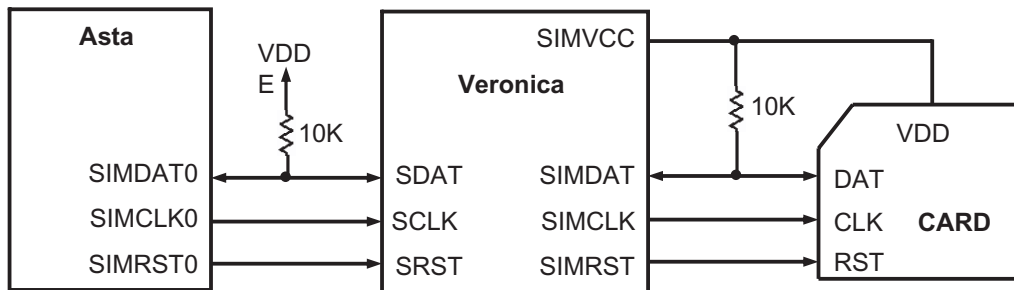 Asta
VDD
E
10K
SIMDAT0
SIMCLK0
SIMRST0
Veronica
SIMVCC
SDAT
SIMDAT
SCLK
SIMCLK
SRST
SIMRST
10K
VDD
DAT
CLK CARD
RST